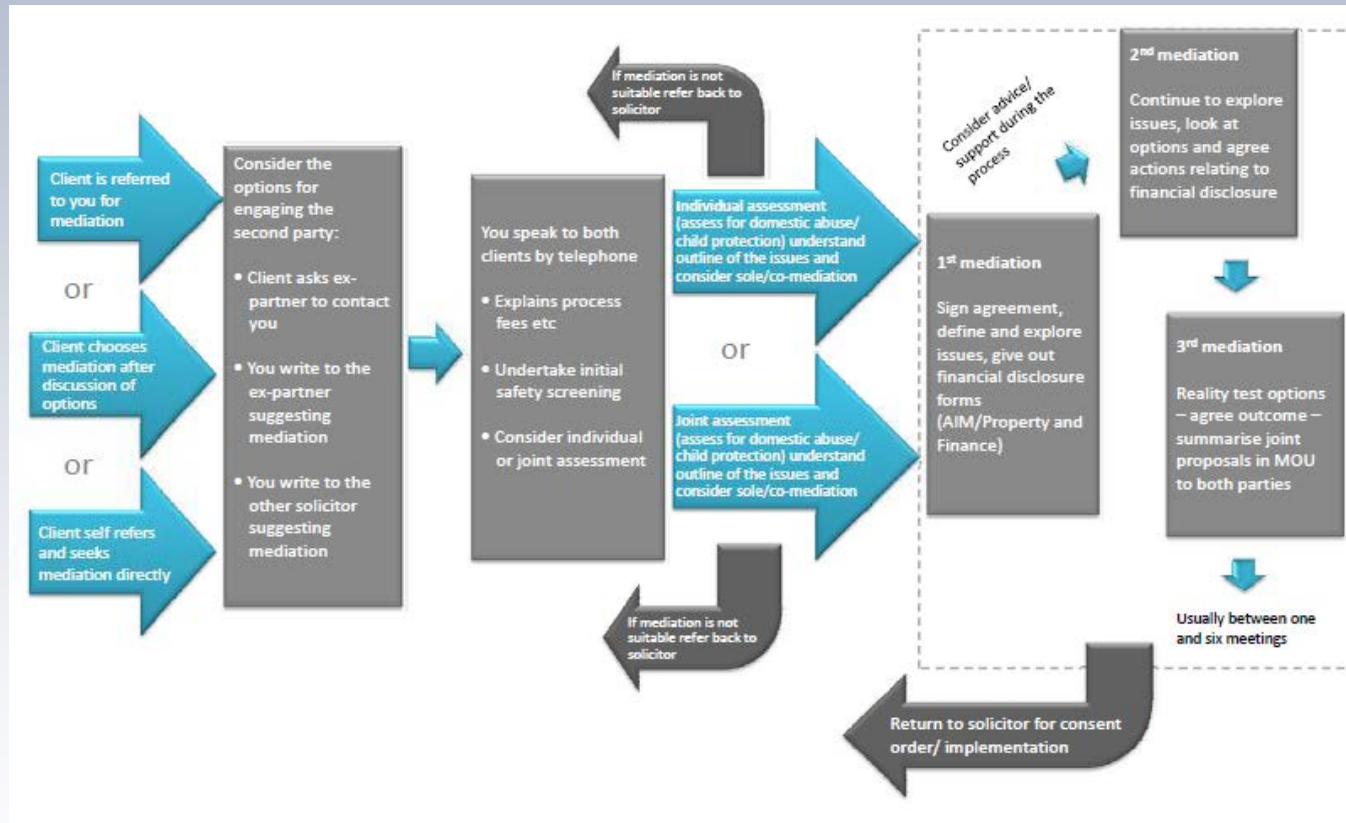 Client is referred
to you for
mediation
or
Client chooses
mediation after
discussion of
options
or
Client self refers
and seeks
mediation directly
Consider the
options for
engaging the
second party:
• Client asks ex-
partner to contact
you
• You write to the
ex-partner
suggesting
mediation
• You write to the
other solicitor
suggesting
mediation
You speak to both
clients by telephone
• Explains process
fees etc
• Undertake initial
safety screening
• Consider individual
or joint assessment
If mediation is not
suitable refer back to
solicitor
Individual assessment
(assess for domestic abuse/
child protection) understand
outline of the issues and
consider sole/co-mediation
or
Joint assessment
(assess for domestic abuse/
child protection) understand
outline of the issues and
consider sole/co-mediation
If mediation is not
suitable refer back to
solicitor
1st mediation
Sign agreement,
define and explore
issues, give out
financial disclosure
forms
(AIM/Property and
Finance)
Consider advice/
support during the
process
2nd mediation
Continue to explore
issues, look at
options and agree
actions relating to
financial disclosure
3rd mediation
Reality test options
– agree outcome –
summarise joint
proposals in MOU
to both parties
Usually between one
and six meetings
Return to solicitor for consent
order/ implementation